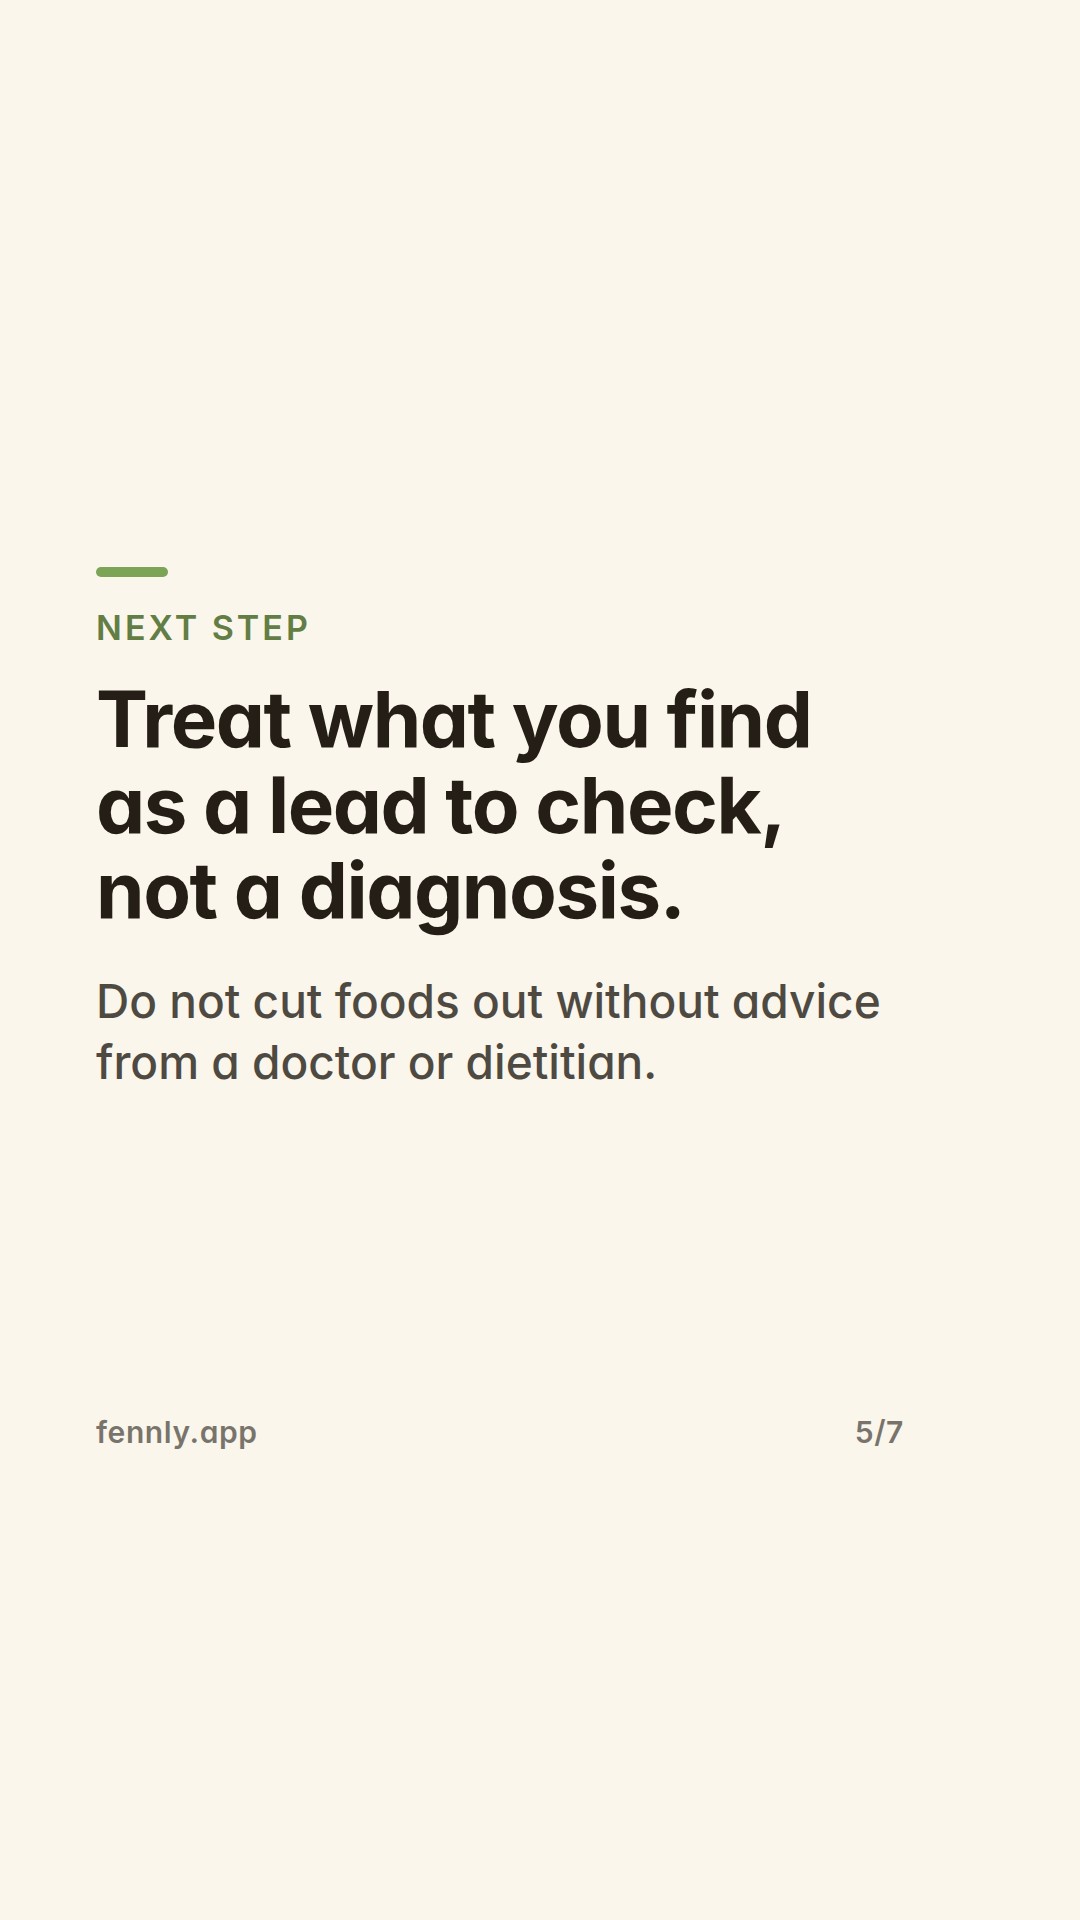 NEXT STEP
Treat what you find
as a lead to check,
not a diagnosis.
Do not cut foods out without advice
from a doctor or dietitian.
fennly.app
5/7